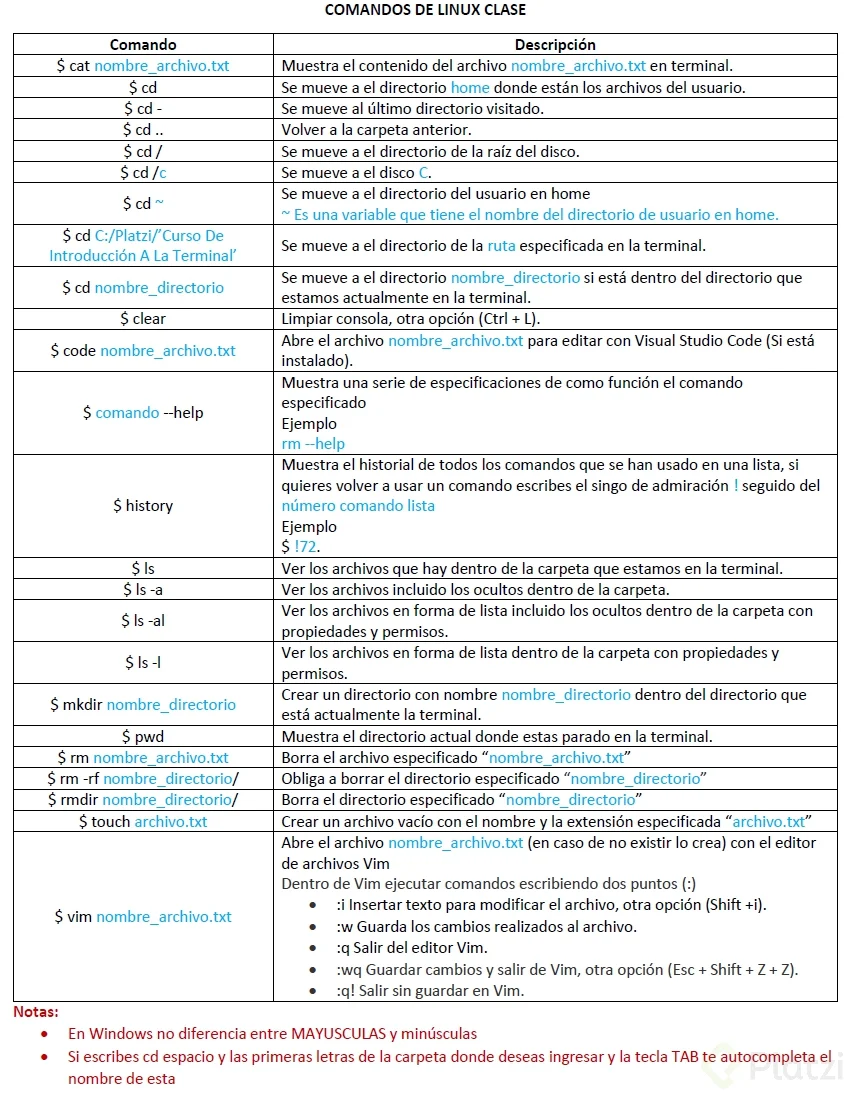 COMANDOS DE LINUX CLASE
Comando Descripción
$ cat nombre_archivo.txt Muestra el contenido del archivo nombre_archivo.txt en terminal.
$ cd Se mueve a el directorio home donde están los archivos del usuario.
$ cd - Se mueve al último directorio visitado.
$ cd .. Volver a la carpeta anterior.
$ cd / Se mueve a el directorio de la raíz del disco.
$ cd /c Se mueve a el disco C.
$ cd ~ Se mueve a el directorio del usuario en home
~ Es una variable que tiene el nombre del directorio de usuario en home.
$ cd C:/Platzi/’Curso De
Introducción A La Terminal’
Se mueve a el directorio de la ruta especificada en la terminal.
$ cd nombre_directorio
Se mueve a el directorio nombre_directorio si está dentro del directorio que
estamos actualmente en la terminal.
$ clear Limpiar consola, otra opción (Ctrl + L).
$ code nombre_archivo.txt
Abre el archivo nombre_archivo.txt para editar con Visual Studio Code (Si está
instalado).
$ comando --help
Muestra una serie de especificaciones de como función el comando
especificado
Ejemplo
rm --help
$ history
Muestra el historial de todos los comandos que se han usado en una lista, si
quieres volver a usar un comando escribes el singo de admiración ! seguido del
número comando lista
Ejemplo
$ !72.
$ ls Ver los archivos que hay dentro de la carpeta que estamos en la terminal.
$ ls -a Ver los archivos incluido los ocultos dentro de la carpeta.
$ ls -al
Ver los archivos en forma de lista incluido los ocultos dentro de la carpeta con
propiedades y permisos.
$ ls -l
Ver los archivos en forma de lista dentro de la carpeta con propiedades y
permisos.
$ mkdir nombre_directorio
Crear un directorio con nombre nombre_directorio dentro del directorio que
está actualmente la terminal.
$ pwd Muestra el directorio actual donde estas parado en la terminal.
$ rm nombre_archivo.txt Borra el archivo especificado “nombre_archivo.txt”
$ rm -rf nombre_directorio/ Obliga a borrar el directorio especificado “nombre_directorio”
$ rmdir nombre_directorio/ Borra el directorio especificado “nombre_directorio”
$ touch archivo.txt Crear un archivo vacío con el nombre y la extensión especificada “archivo.txt”
$ vim nombre_archivo.txt
Abre el archivo nombre_archivo.txt (en caso de no existir lo crea) con el editor
de archivos Vim
Dentro de Vim ejecutar comandos escribiendo dos puntos (:)
• :i Insertar texto para modificar el archivo, otra opción (Shift +i).
• :w Guarda los cambios realizados al archivo.
• :q Salir del editor Vim.
• :wq Guardar cambios y salir de Vim, otra opción (Esc + Shift + Z + Z).
• :q! Salir sin guardar en Vim.
Notas:
• En Windows no diferencia entre MAYUSCULAS y minúsculas
• Si escribes cd espacio y las primeras letras de la carpeta donde deseas ingresar y la tecla TAB te autocompleta el
nombre de esta
Platzi